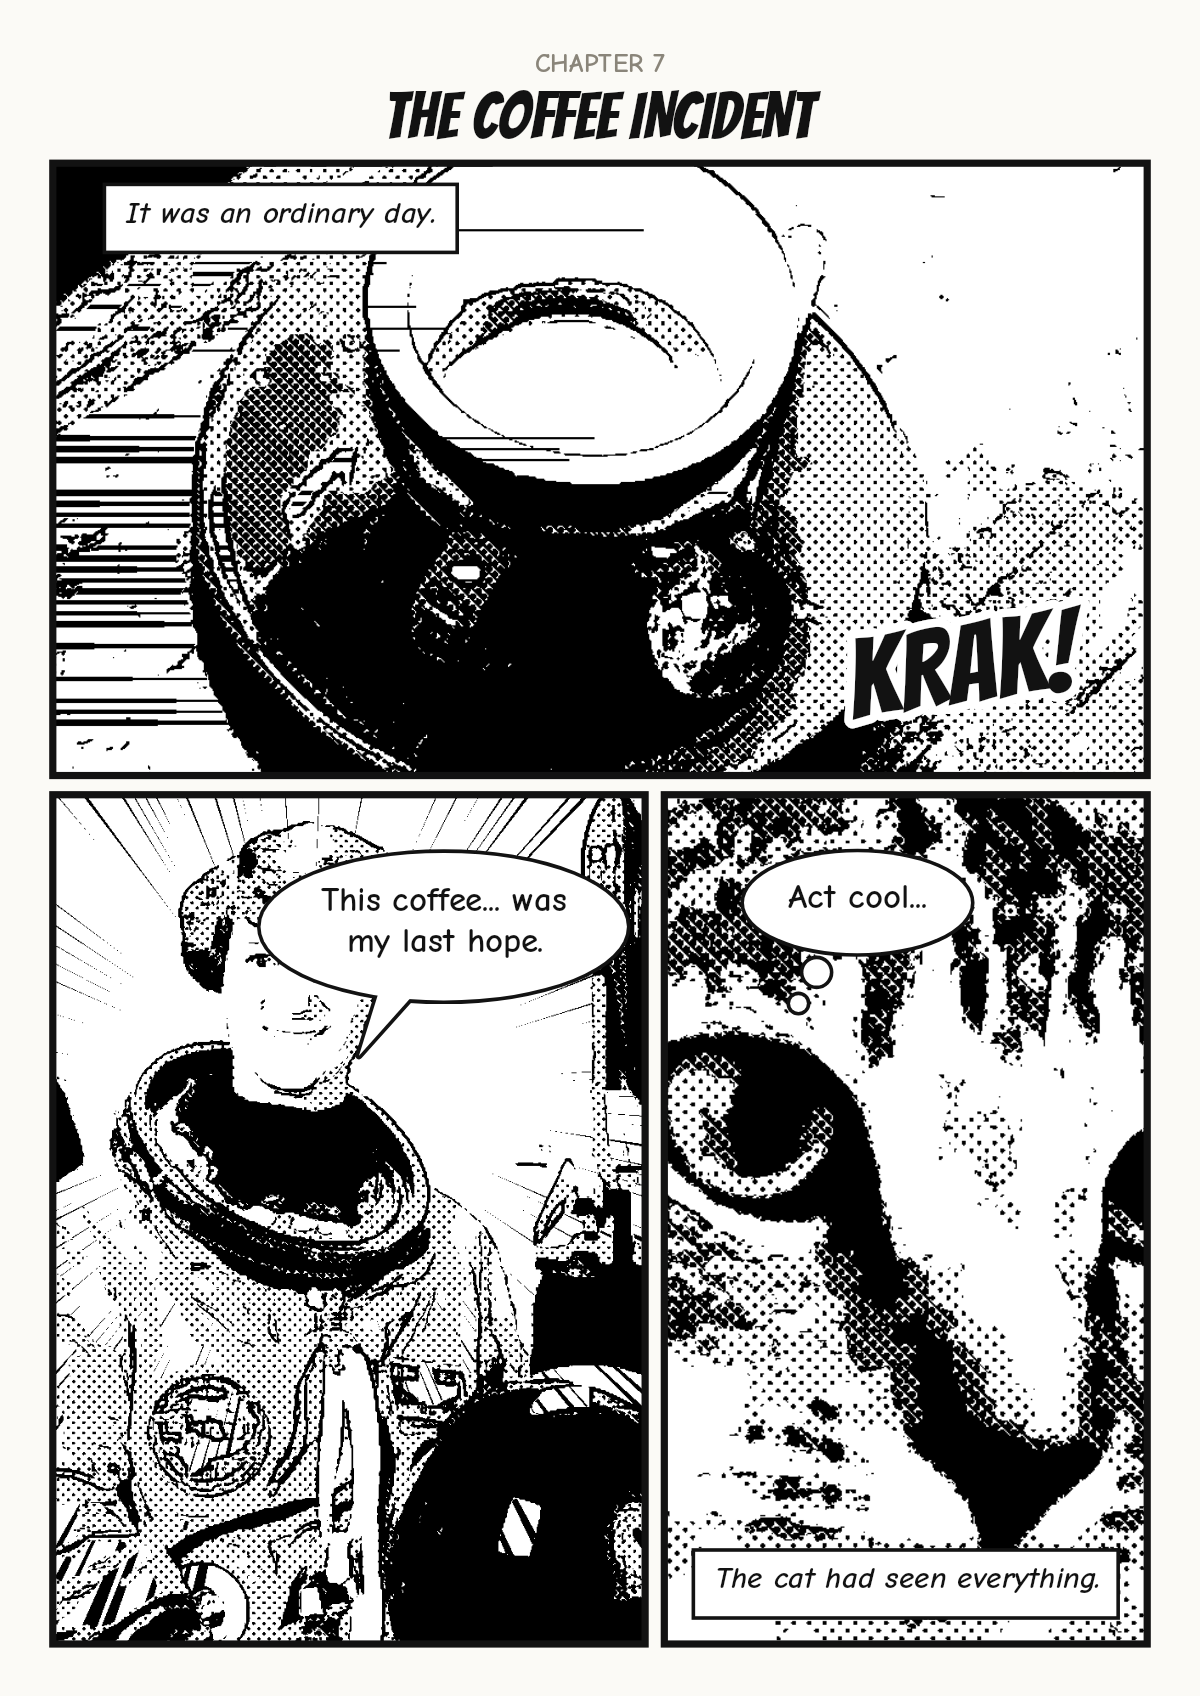 CHAPTER 7
THE COFFEE INCIDENT
It was an ordinary day.
KRAK!
This coffee... was
my last hope.
Act cool...
The cat had seen everything.